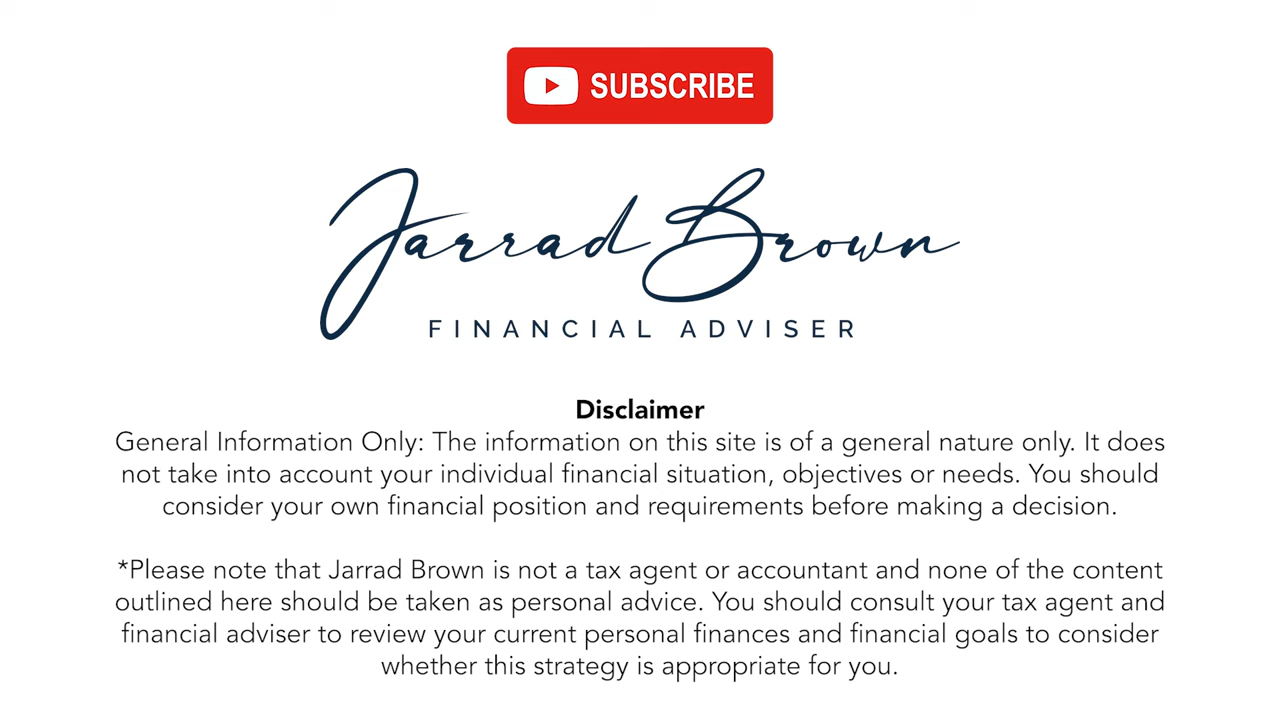 SUBSCRIBE
Jarrad Brown
FINANCIAL ADVISER
Disclaimer
General Information Only: The information on this site is of a general nature only. It does
not take into account your individual financial situation, objectives or needs. You should
consider your own financial position and requirements before making a decision.
*Please note that Jarrad Brown is not a tax agent or accountant and none of the content
outlined here should be taken as personal advice. You should consult your tax agent and
financial adviser to review your current personal finances and financial goals to consider
whether this strategy is appropriate for you.